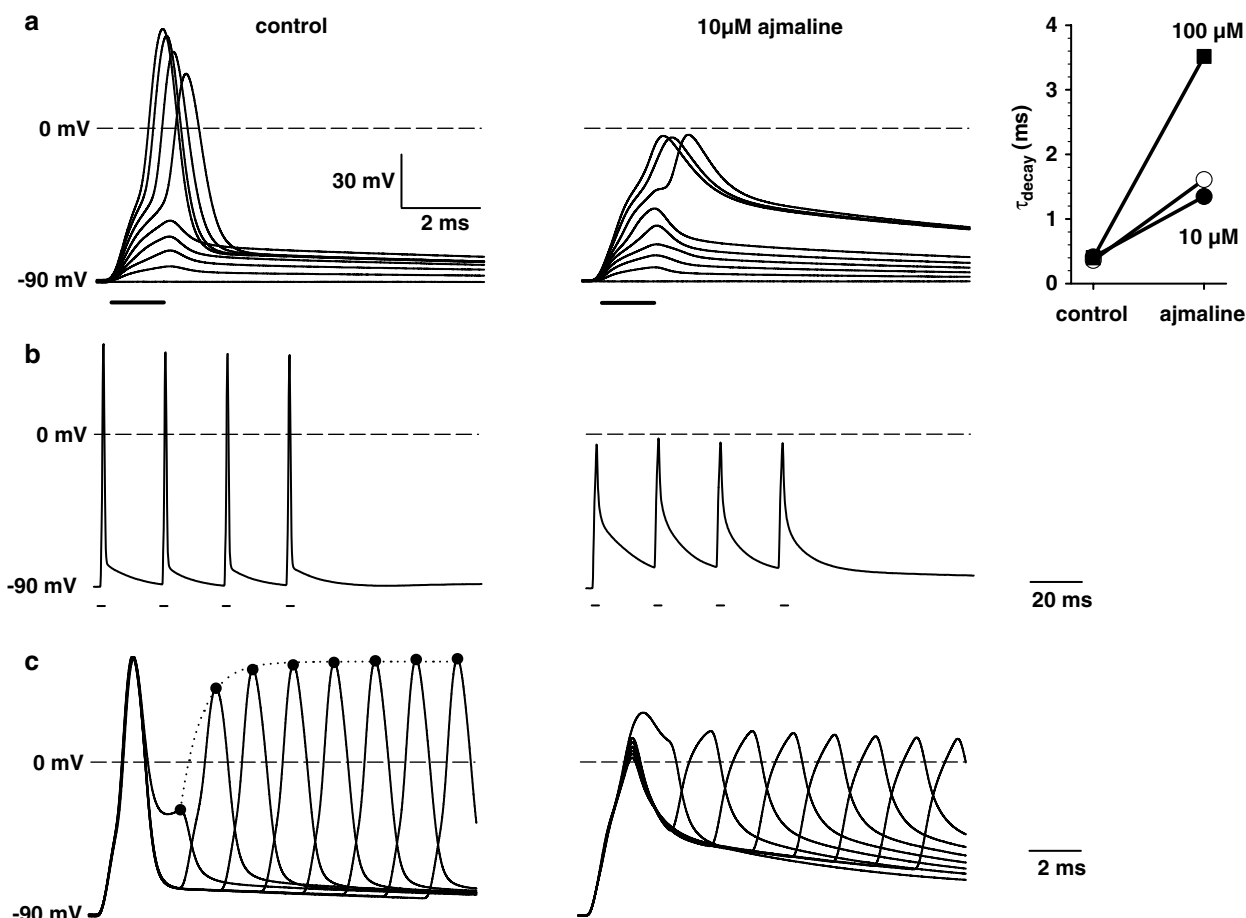 a
control
10µM ajmaline
0 mV
30 mV
2 ms
-90 mV
τdecay (ms)
4
3
2
1
0
100 µM
10 µM
control
ajmaline
b
0 mV
-90 mV
20 ms
c
0 mV
-90 mV
2 ms